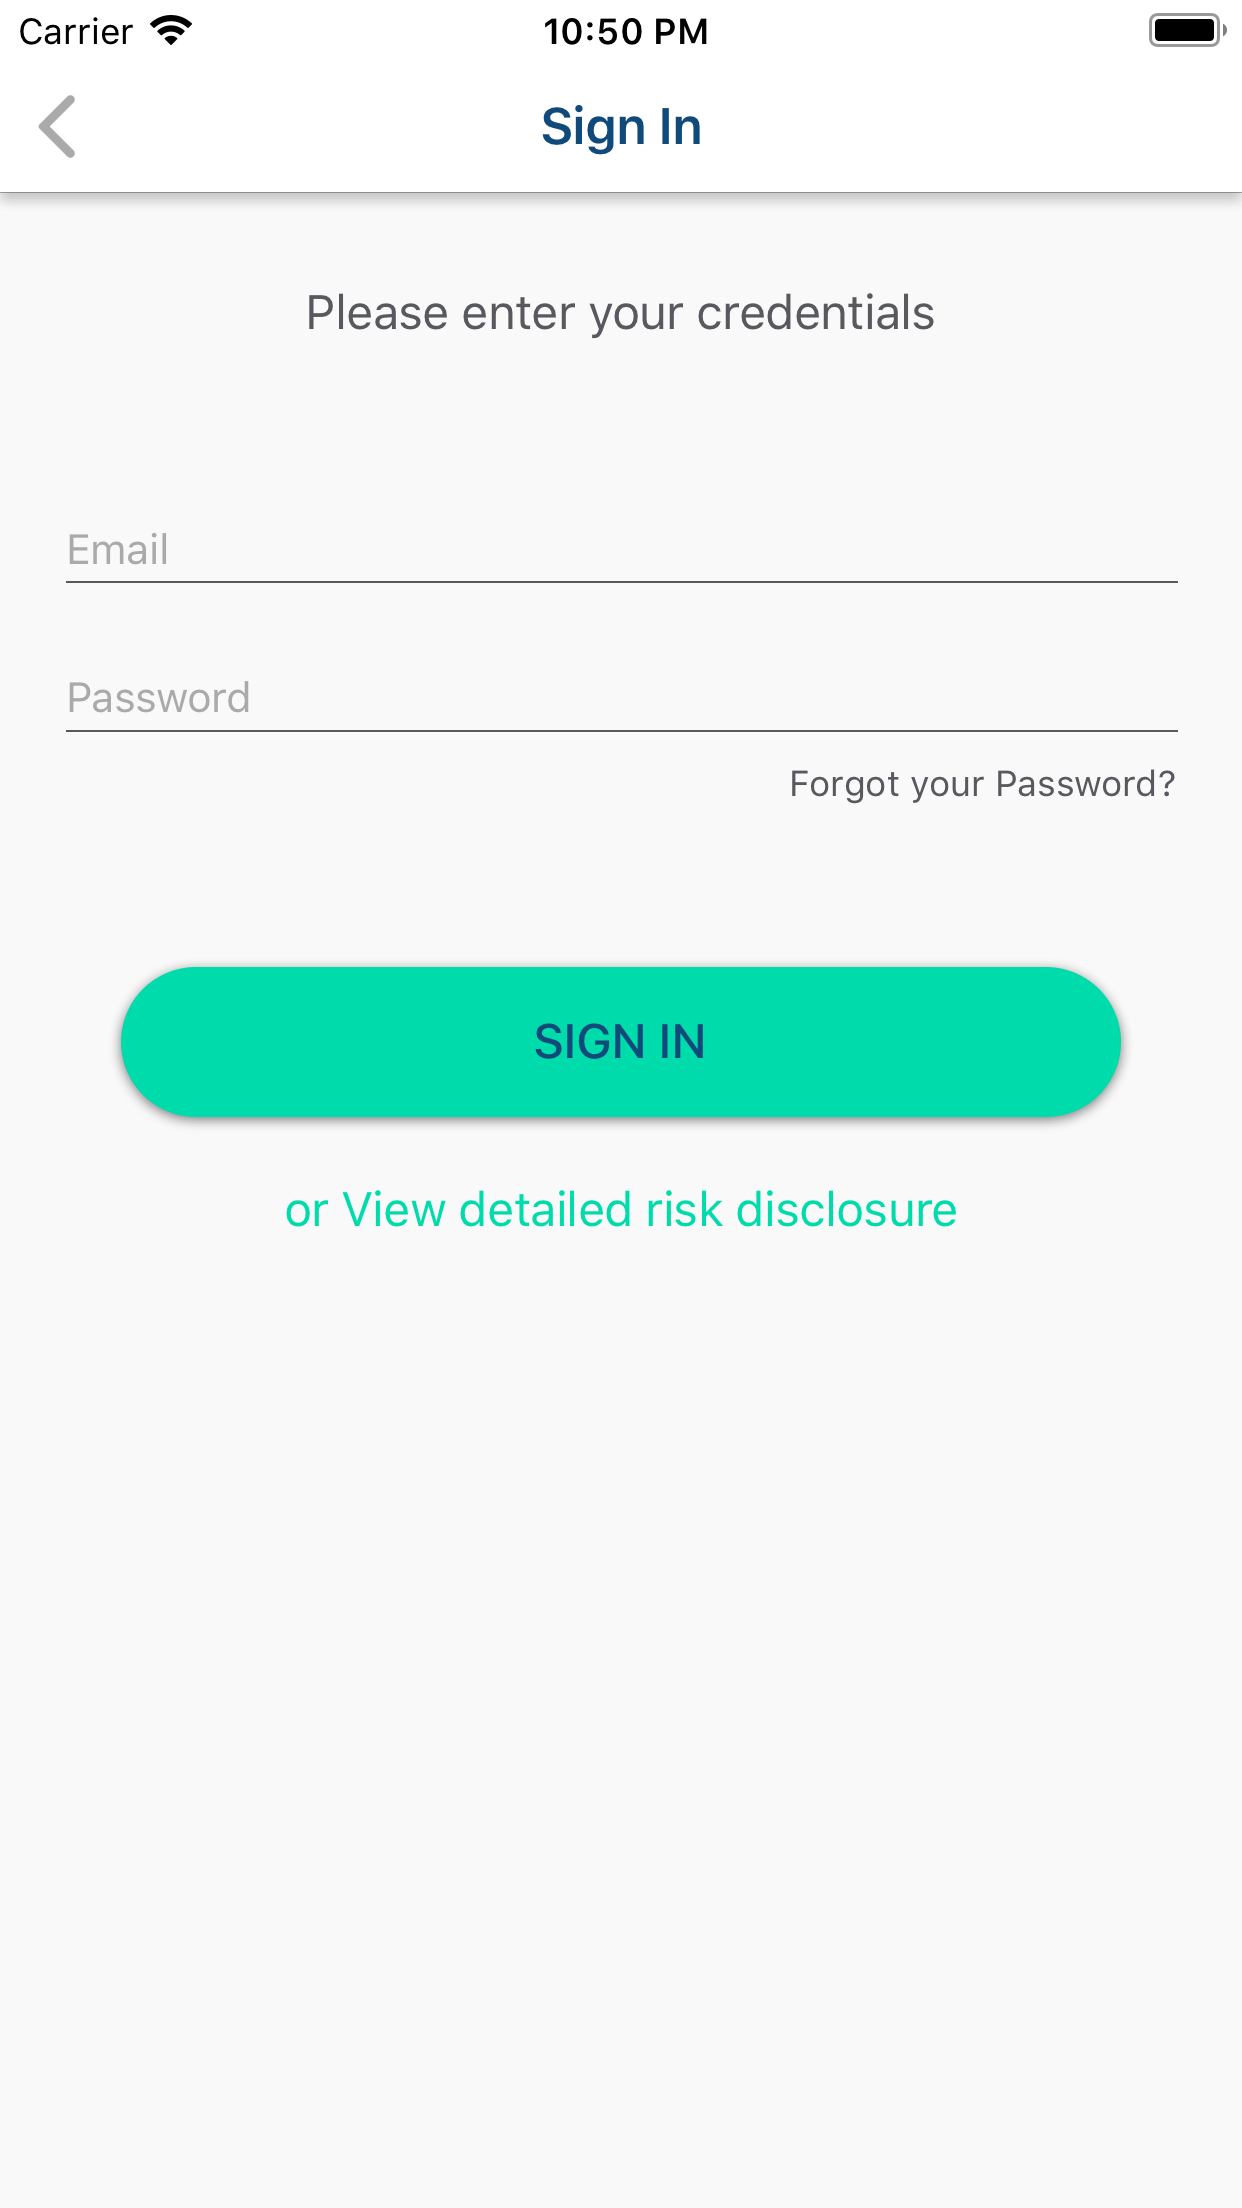 Carrier 10:50 PM
Sign In
Please enter your credentials
Email
Password
Forgot your Password?
SIGN IN
or View detailed risk disclosure